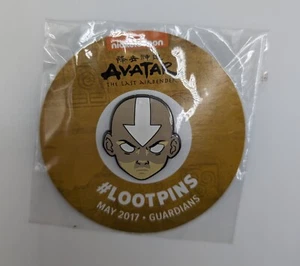 nickelodeon
AVATAR
THE LAST AIRBENDER
#LOOTPINS
MAY 2017 • GUARDIANS